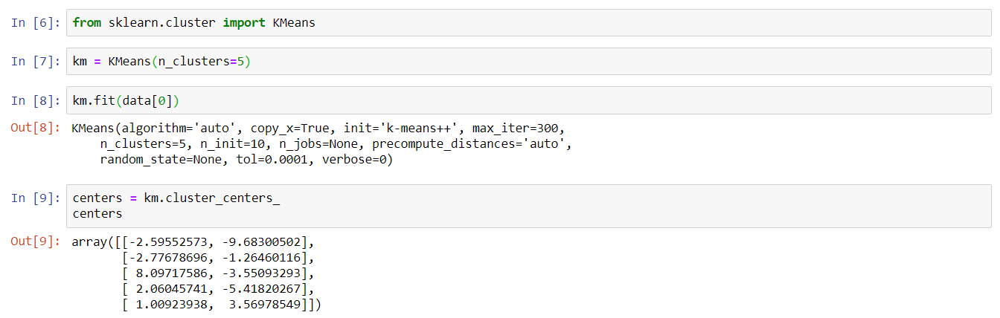 In [6]: from sklearn.cluster import KMeans
In [7]: km = KMeans(n_clusters=5)
In [8]: km.fit(data[0])
Out[8]: KMeans(algorithm='auto', copy_x=True, init='k-means++', max_iter=300,
n_clusters=5, n_init=10, n_jobs=None, precompute_distances='auto',
random_state=None, tol=0.0001, verbose=0)
In [9]: centers = km.cluster_centers_
centers
Out[9]: array([[-2.59552573, -9.68300502],
[-2.77678696, -1.26460116],
[ 8.09717586, -3.55093293],
[ 2.06045741, -5.41820267],
[ 1.00923938,  3.56978549]])